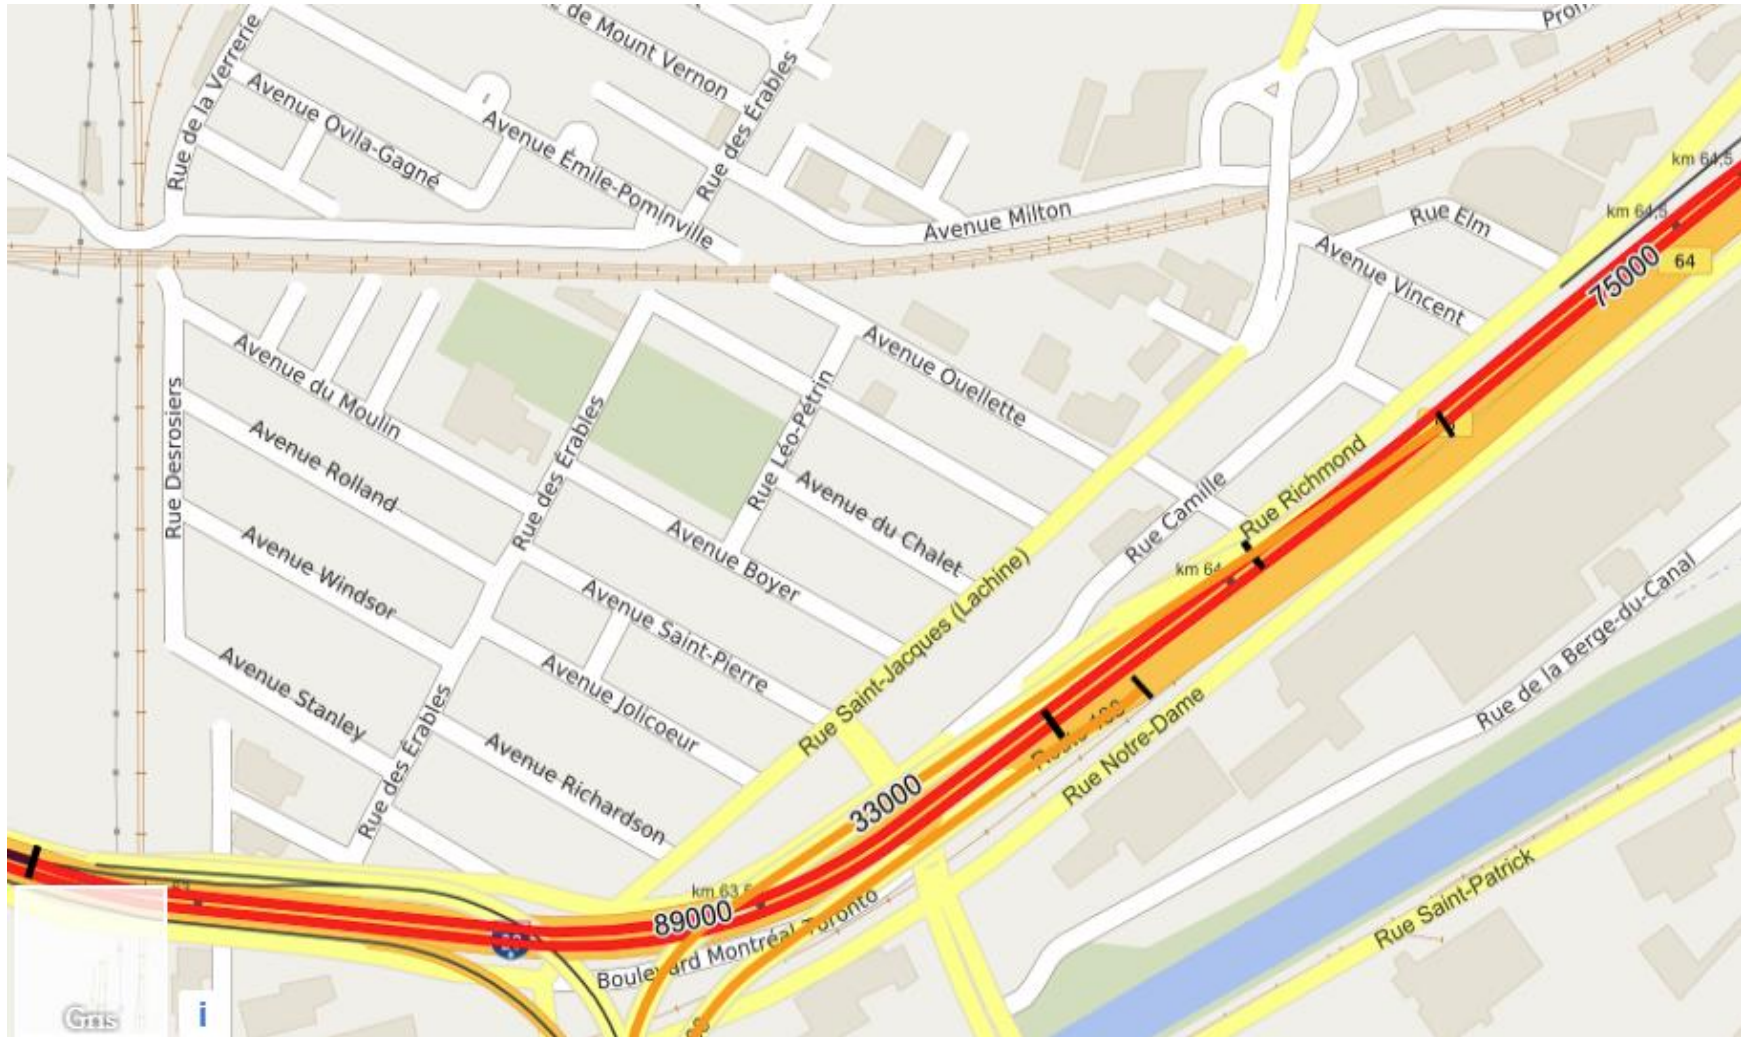 Rue de la Verrerie
de Mount Vernon
Avenue Ovila-Gagné
Avenue Émile-Pominville
Rue des Érables
Avenue Milton
Rue Elm
Avenue Vincent
km 64,5
km 64,5
64
75000
Rue Desrosiers
Avenue du Moulin
Avenue Rolland
Avenue Windsor
Avenue Stanley
Rue des Érables
Rue Léo-Pétrin
Avenue Ouellette
Avenue du Chalet
Avenue Boyer
Avenue Saint-Pierre
Avenue Jolicoeur
Avenue Richardson
Rue des Érables
Rue Saint-Jacques (Lachine)
Rue Camille
Rue Richmond
km 64
Rue Notre-Dame
Rue de la Berge-du-Canal
Rue Saint-Patrick
33000
km 63,5
89000
Boulevard Montréal-Toronto
Gris
i